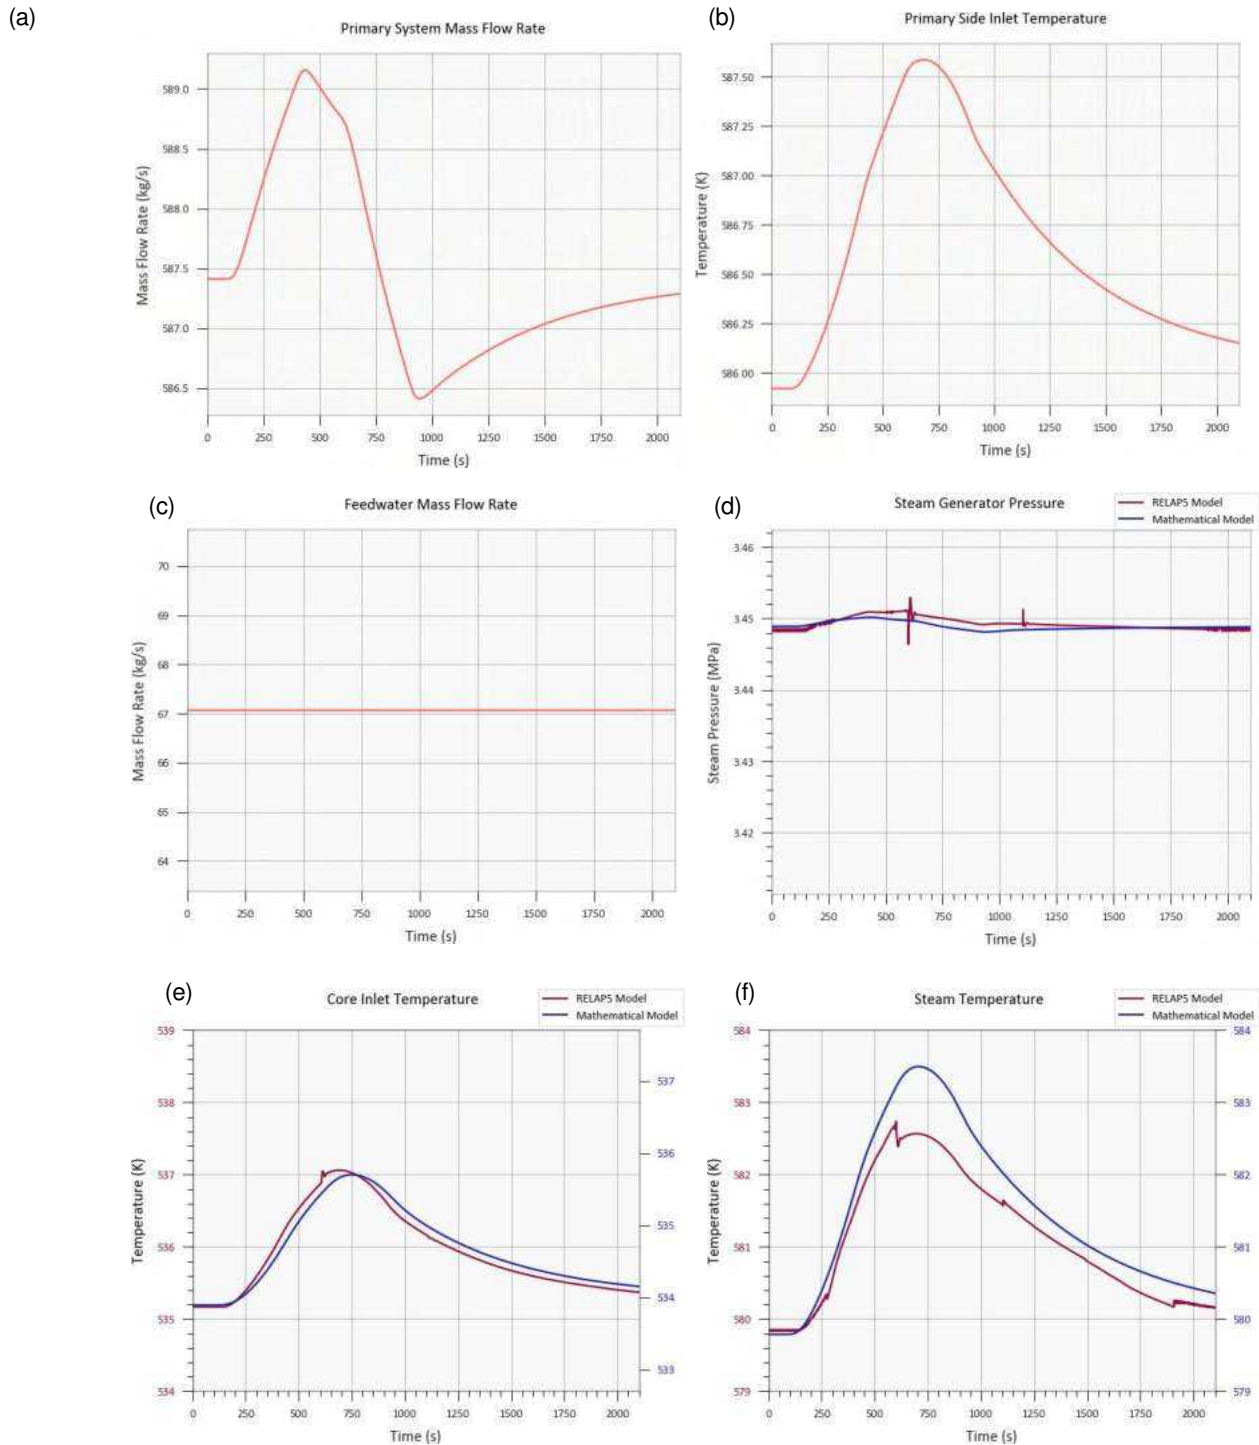 (a)
Primary System Mass Flow Rate
Mass Flow Rate (kg/s)
589.0
588.5
588.0
587.5
587.0
586.5
0 250 500 750 1000 1250 1500 1750 2000
Time (s)
(b)
Primary Side Inlet Temperature
Temperature (K)
587.50
587.25
587.00
586.75
586.50
586.25
586.00
0 250 500 750 1000 1250 1500 1750 2000
Time (s)
(c)
Feedwater Mass Flow Rate
Mass Flow Rate (kg/s)
70
69
68
67
66
65
64
0 250 500 750 1000 1250 1500 1750 2000
Time (s)
(d)
Steam Generator Pressure
RELAP5 Model
Mathematical Model
Steam Pressure (MPa)
3.46
3.45
3.44
3.43
3.42
0 250 500 750 1000 1250 1500 1750 2000
Time (s)
(e)
Core Inlet Temperature
RELAP5 Model
Mathematical Model
Temperature (K)
539
538
537
536
535
534
537
536
535
534
533
0 250 500 750 1000 1250 1500 1750 2000
Time (s)
(f)
Steam Temperature
RELAP5 Model
Mathematical Model
Temperature (K)
584
583
582
581
580
579
584
583
582
581
580
579
0 250 500 750 1000 1250 1500 1750 2000
Time (s)